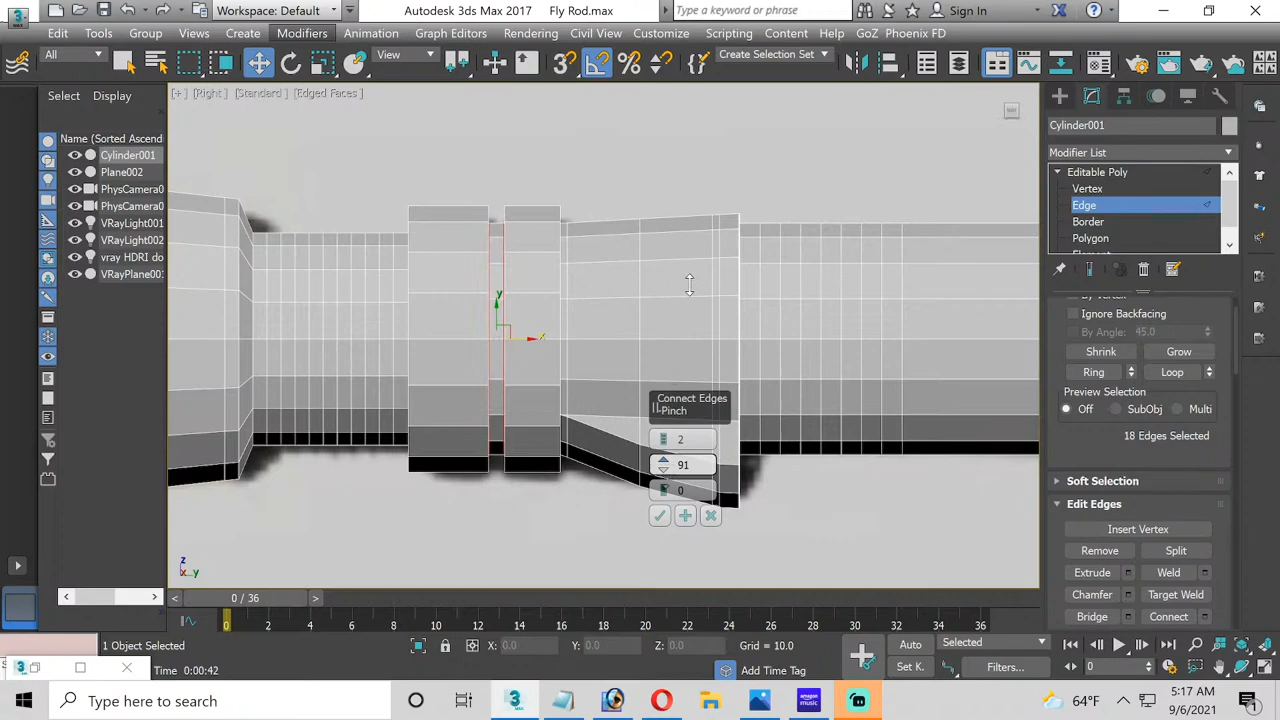 Workspace: Default
Autodesk 3ds Max 2017 Fly Rod.max
Type a keyword or phrase
Sign In
Edit Tools Group Views Create Modifiers Animation Graph Editors Rendering Civil View Customize Scripting Content Help GoZ Phoenix FD
All
View
3
%
Create Selection Set
Select Display
[+] [Right] [Standard] [Edged Faces]
Name (Sorted Ascend
Cylinder001
Plane002
PhysCamera0
PhysCamera0
VRayLight001
VRayLight002
vray HDRI do
VRayPlane001
Cylinder001
Modifier List
Editable Poly
Vertex
Edge
Border
Polygon
Ignore Backfacing
By Angle: 45.0
Shrink Grow
Ring Loop
Preview Selection
Off SubObj Multi
18 Edges Selected
Soft Selection
Edit Edges
Insert Vertex
Remove Split
Extrude Weld
Chamfer Target Weld
Bridge Connect
y
x
Connect Edges
Pinch
2
91
0
z
x y
0 / 36
0 2 4 6 8 10 12 14 16 18 20 22 24 26 28 30 32 34 36
1 Object Selected
X: 0.0 Y: 0.0 Z: 0.0 Grid = 10.0
Auto Selected
Time: 0:00:42
Add Time Tag
Set K. Filters...
0
Type here to search
amazon music
64°F
5:17 AM
9/6/2021
1